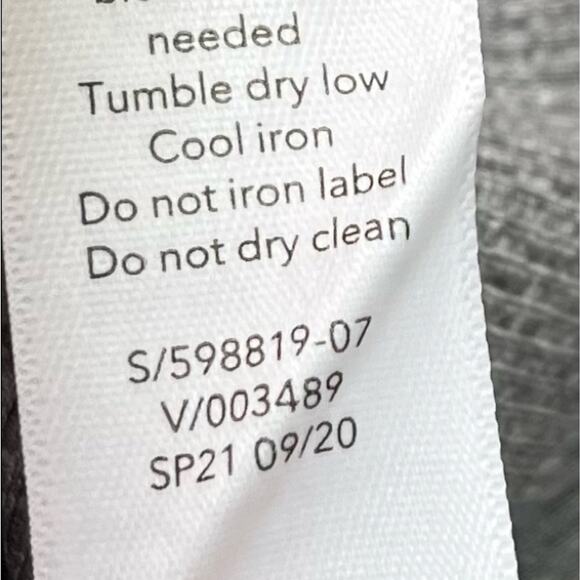 needed
Tumble dry low
Cool iron
Do not iron label
Do not dry clean
S/598819-07
V/003489
SP21 09/20